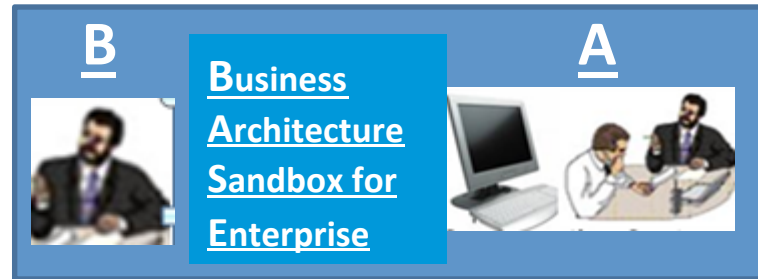 B
Business
Architecture
Sandbox for
Enterprise
A